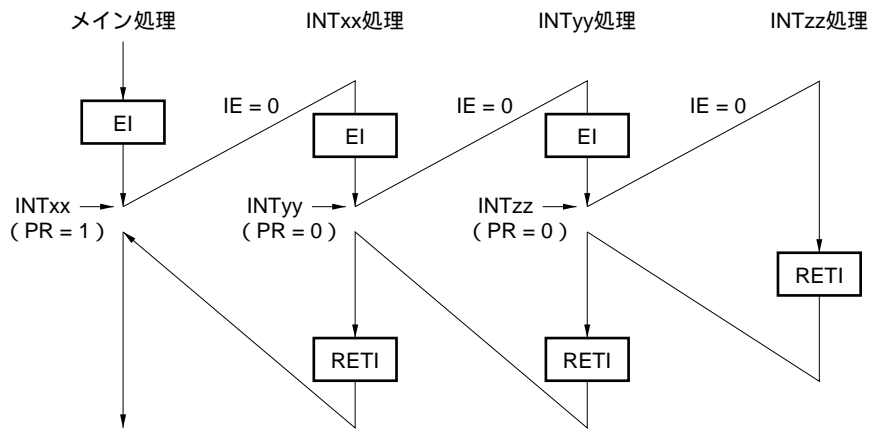 メイン処理
INTxx処理
INTyy処理
INTzz処理
EI
IE = 0
EI
IE = 0
EI
IE = 0
INTxx
（PR = 1）
INTyy
（PR = 0）
INTzz
（PR = 0）
RETI
RETI
RETI